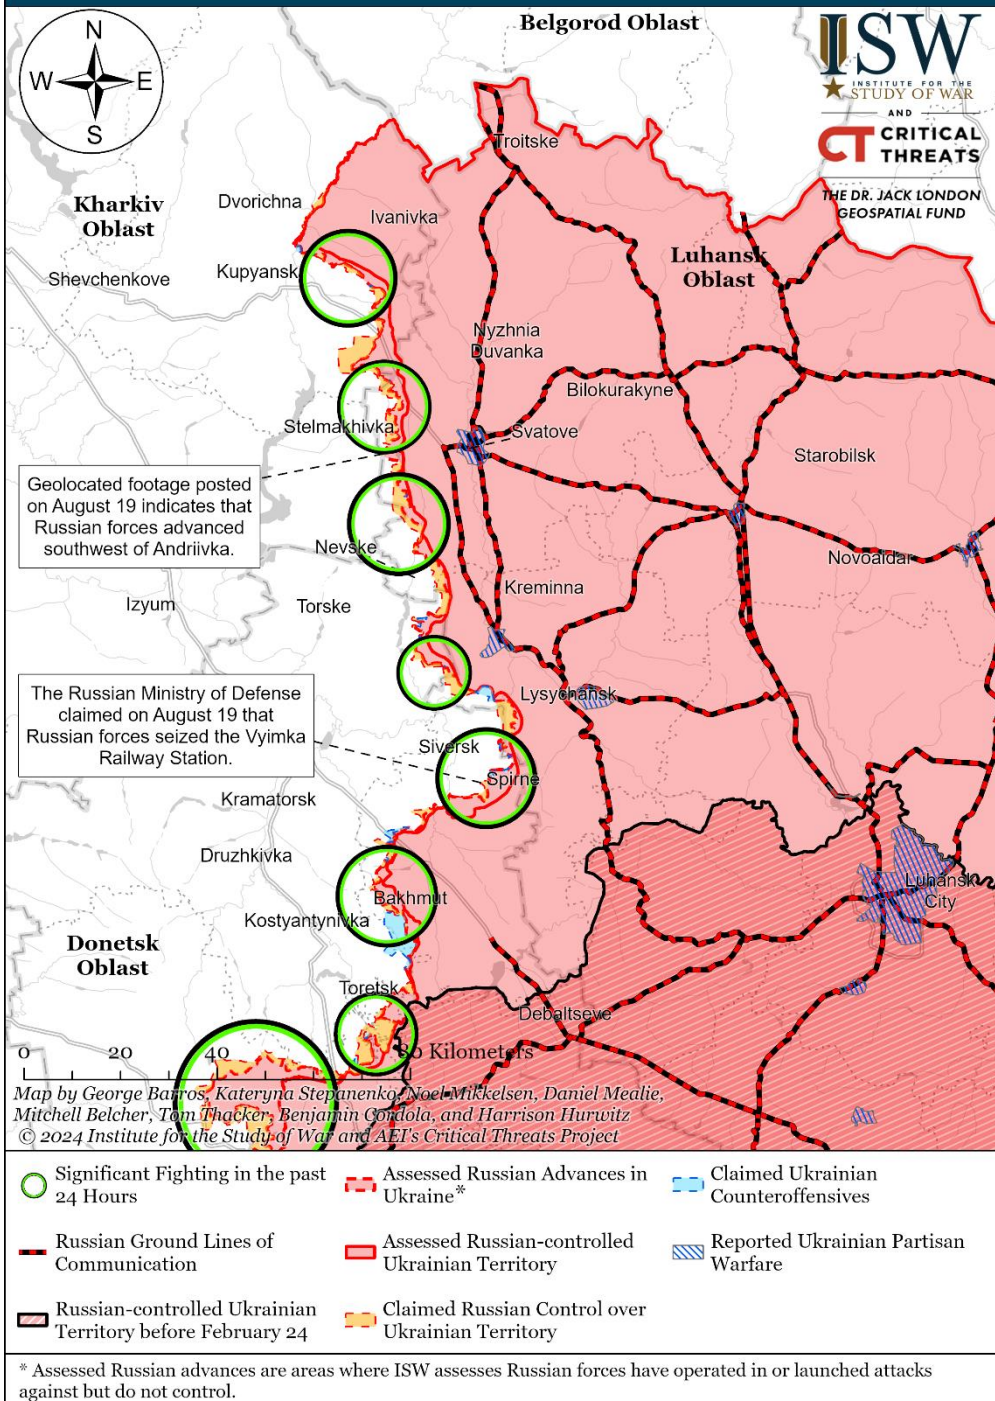 Belgorod Oblast
N
W E
S
ISW
INSTITUTE FOR THE
STUDY OF WAR
AND
CT CRITICAL
THREATS
THE DR. JACK LONDON
GEOSPATIAL FUND
Troitske
Dvorichna
Kharkiv
Oblast
Ivanivka
Shevchenkove
Kupyansk
Luhansk
Oblast
Nyzhnia
Duvanka
Bilokurakyne
Stelmakhivka
Svatove
Starobilsk
Geolocated footage posted
on August 19 indicates that
Russian forces advanced
southwest of Andriivka.
Nevske
Novoaidar
Kreminna
Izyum
Torske
The Russian Ministry of Defense
claimed on August 19 that
Russian forces seized the Vyimka
Railway Station.
Lysychansk
Siversk
Spirne
Kramatorsk
Druzhkivka
Luhansk
City
Bakhmut
Kostyantynivka
Donetsk
Oblast
Toretsk
Debaltseve
0 20 40 80 Kilometers
Map by George Barros, Kateryna Stepanenko, Noel Mikkelsen, Daniel Mealie,
Mitchell Belcher, Tom Thacker, Benjamin Cordola, and Harrison Hurwitz
© 2024 Institute for the Study of War and AEI's Critical Threats Project
Significant Fighting in the past
24 Hours
Assessed Russian Advances in
Ukraine*
Claimed Ukrainian
Counteroffensives
Russian Ground Lines of
Communication
Assessed Russian-controlled
Ukrainian Territory
Reported Ukrainian Partisan
Warfare
Russian-controlled Ukrainian
Territory before February 24
Claimed Russian Control over
Ukrainian Territory
* Assessed Russian advances are areas where ISW assesses Russian forces have operated in or launched attacks
against but do not control.